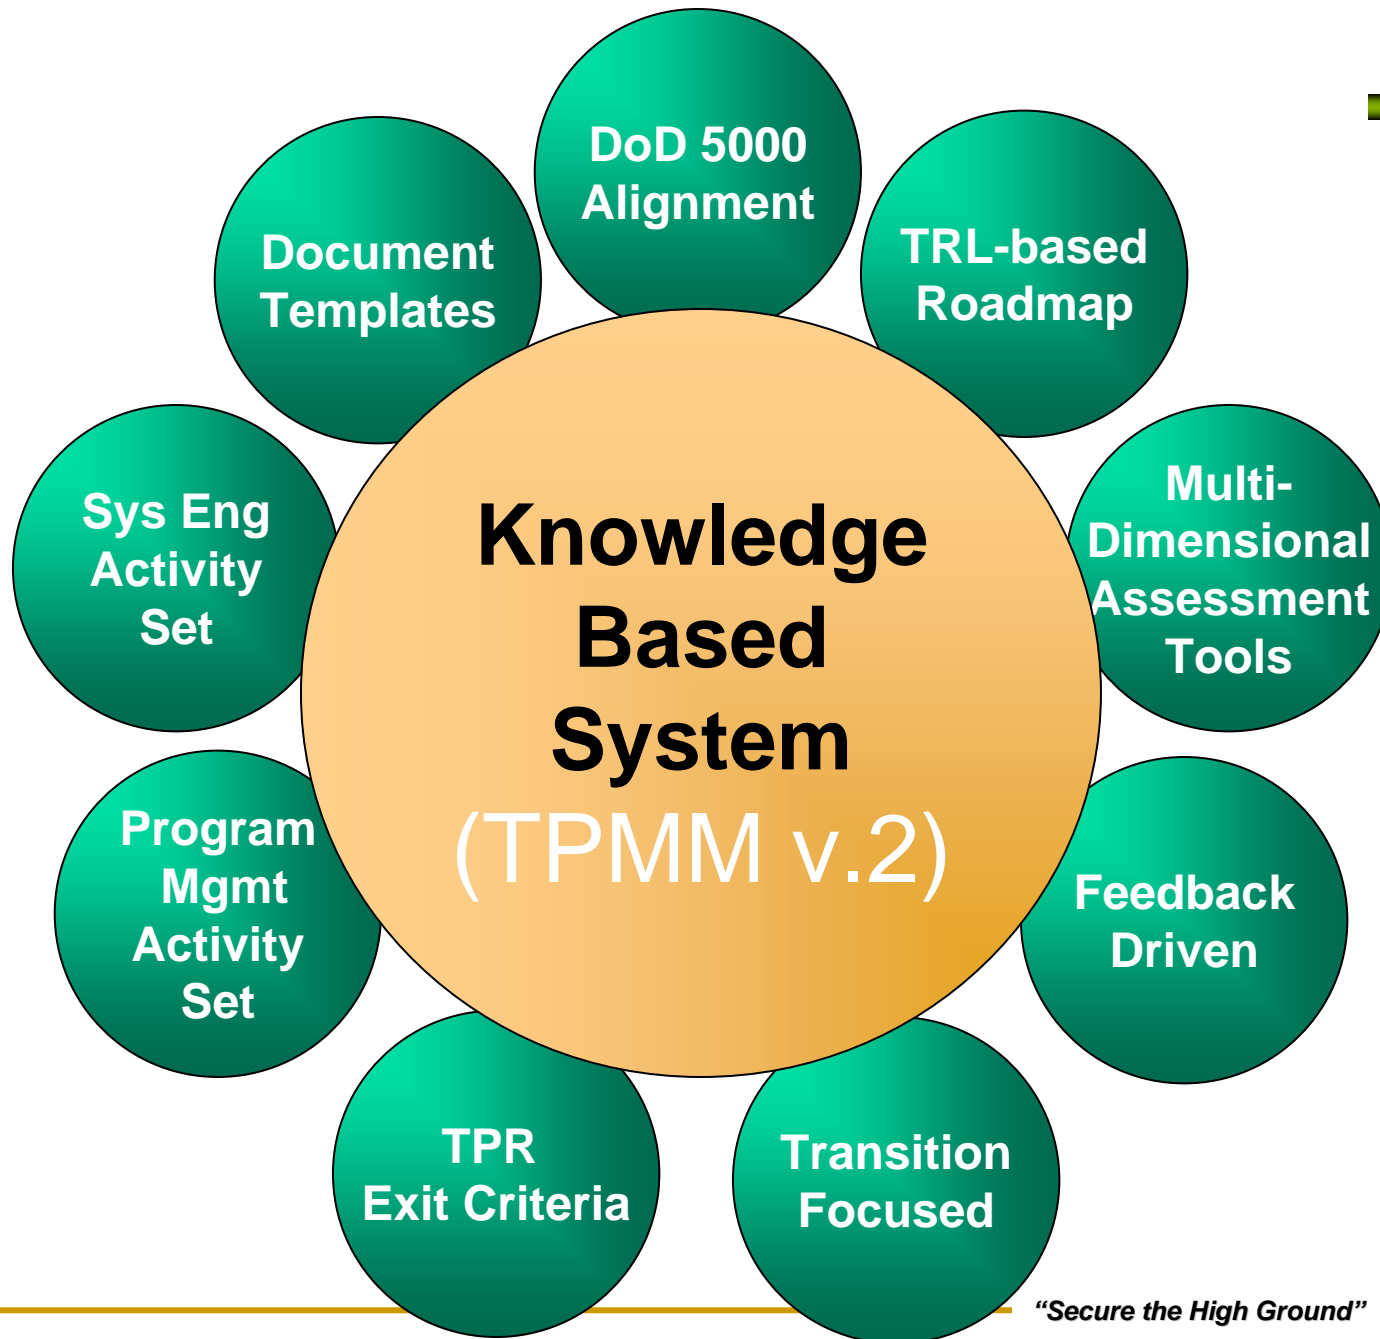 DoD 5000
Alignment
TRL-based
Roadmap
Multi-
Dimensional
Assessment
Tools
Feedback
Driven
Transition
Focused
TPR
Exit Criteria
Program
Mgmt
Activity
Set
Sys Eng
Activity
Set
Document
Templates
Knowledge
Based
System
(TPMM v.2)
“Secure the High Ground”